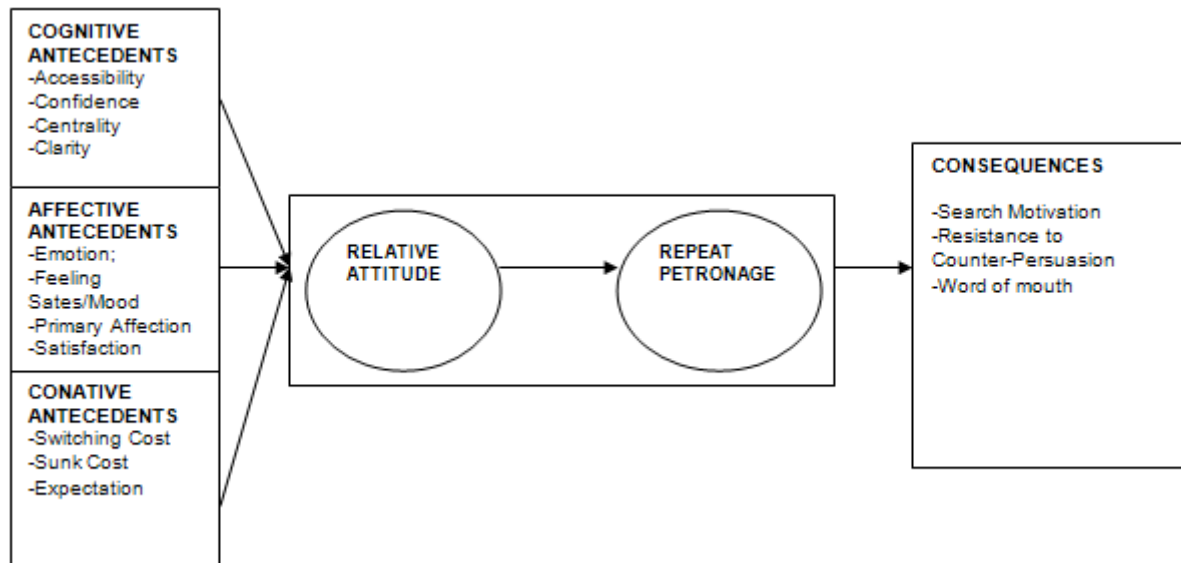 COGNITIVE
ANTECEDENTS
-Accessibility
-Confidence
-Centrality
-Clarity
AFFECTIVE
ANTECEDENTS
-Emotion;
-Feeling
Sates/Mood
-Primary Affection
-Satisfaction
CONATIVE
ANTECEDENTS
-Switching Cost
-Sunk Cost
-Expectation
RELATIVE
ATTITUDE
REPEAT
PETRONAGE
CONSEQUENCES
-Search Motivation
-Resistance to
Counter-Persuasion
-Word of mouth